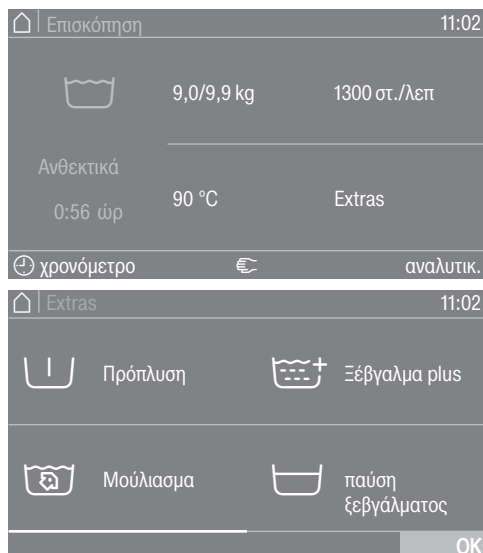 Επισκόπηση 11:02
9,0/9,9 kg 1300 στ./λεπ
Ανθεκτικά
0:56 ώρ
90 °C Extras
χρονόμετρο αναλυτικ.
Extras 11:02
Πρόπλυση Ξέβγαλμα plus
Μούλιασμα παύση
ξεβγάλματος
OK